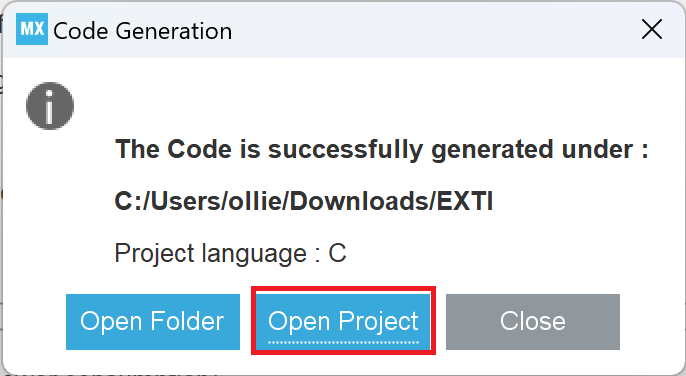 MX Code Generation
The Code is successfully generated under :
C:/Users/ollie/Downloads/EXTI
Project language : C
Open Folder Open Project Close